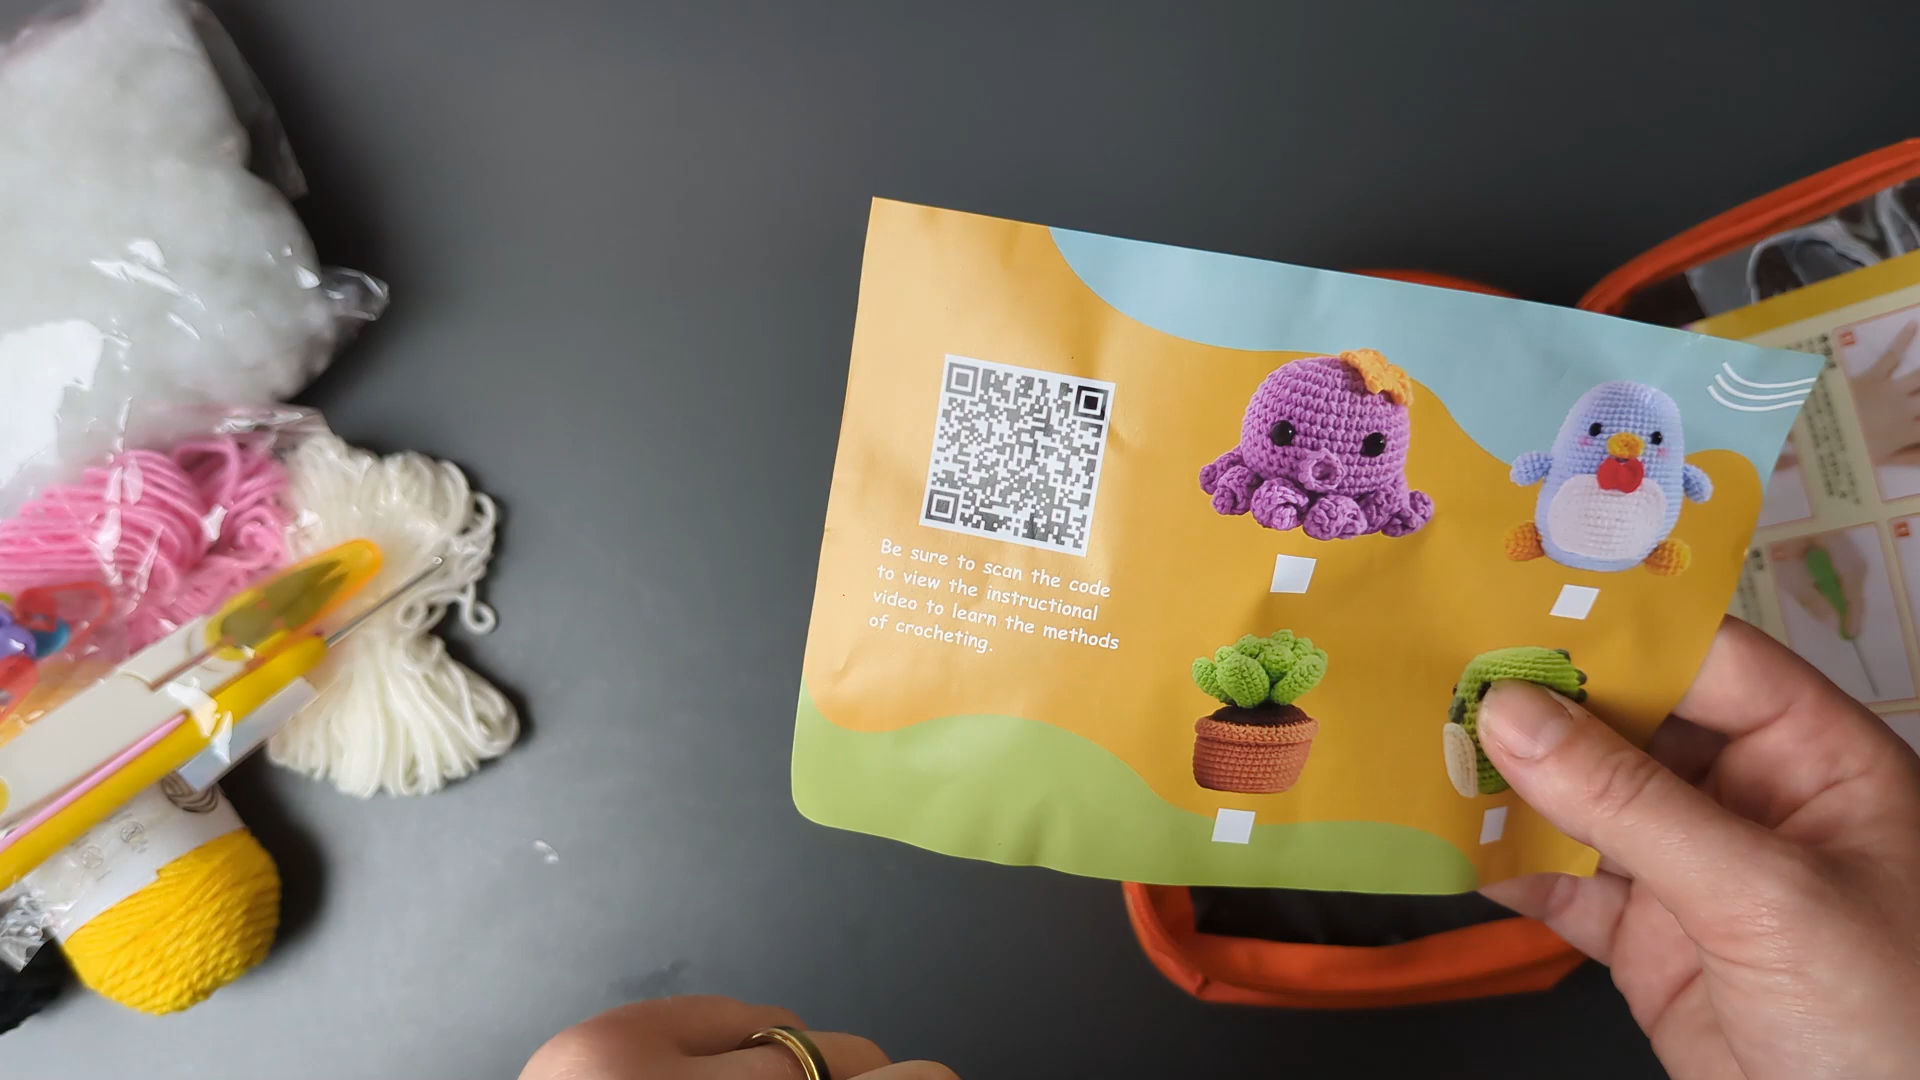 Be sure to scan the code
to view the instructional
video to learn the methods
of crocheting.